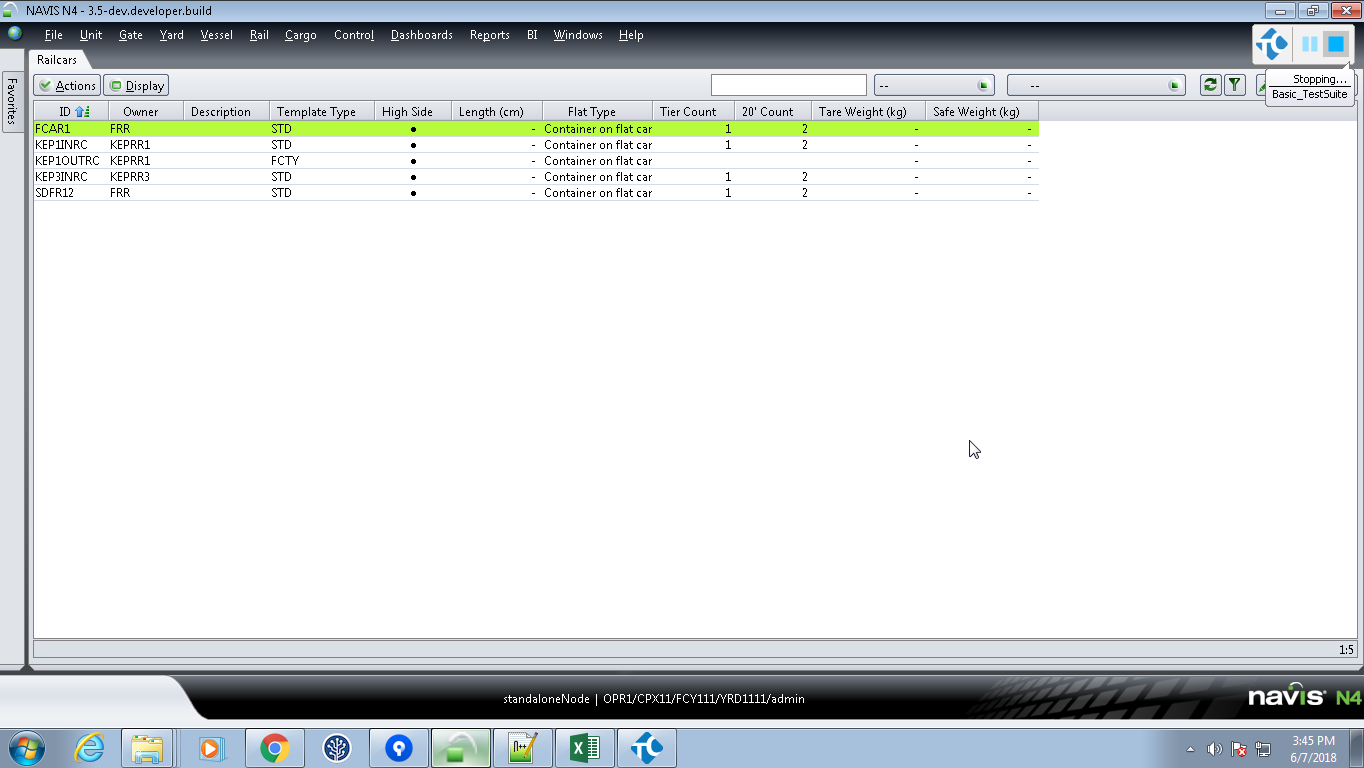 NAVIS N4 - 3.5-dev.developer.build
File Unit Gate Yard Vessel Rail Cargo Control Dashboards Reports BI Windows Help
Railcars
Stopping...
Basic_TestSuite
Favorites
Actions Display -- --
ID Owner Description Template Type High Side Length (cm) Flat Type Tier Count 20' Count Tare Weight (kg) Safe Weight (kg)
FCAR1 FRR STD ● - Container on flat car 1 2 - -
KEP1INRC KEPRR1 STD ● - Container on flat car 1 2 - -
KEP1OUTRC KEPRR1 FCTY ● - Container on flat car - -
KEP3INRC KEPRR3 STD ● - Container on flat car 1 2 - -
SDFR12 FRR STD ● - Container on flat car 1 2 - -
1:5
standaloneNode | OPR1/CPX11/FCY111/YRD1111/admin
navis N4
3:45 PM
6/7/2018